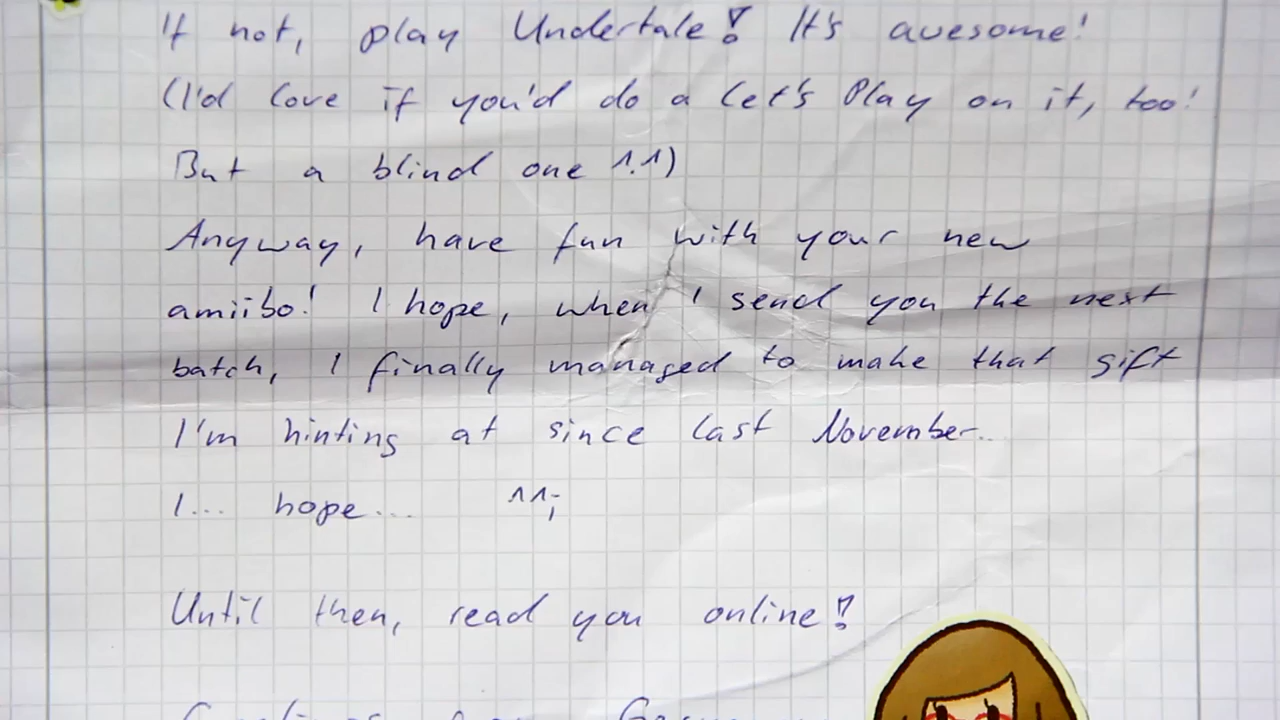 If not, play Undertale! It's awesome!
(I'd love if you'd do a Let's Play on it, too!
But a blind one ^.^)
Anyway, have fun with your new
amiibo! I hope, when I send you the next
batch, I finally managed to make that gift
I'm hinting at since last November...
I... hope... ^^;
Until then, read you online!